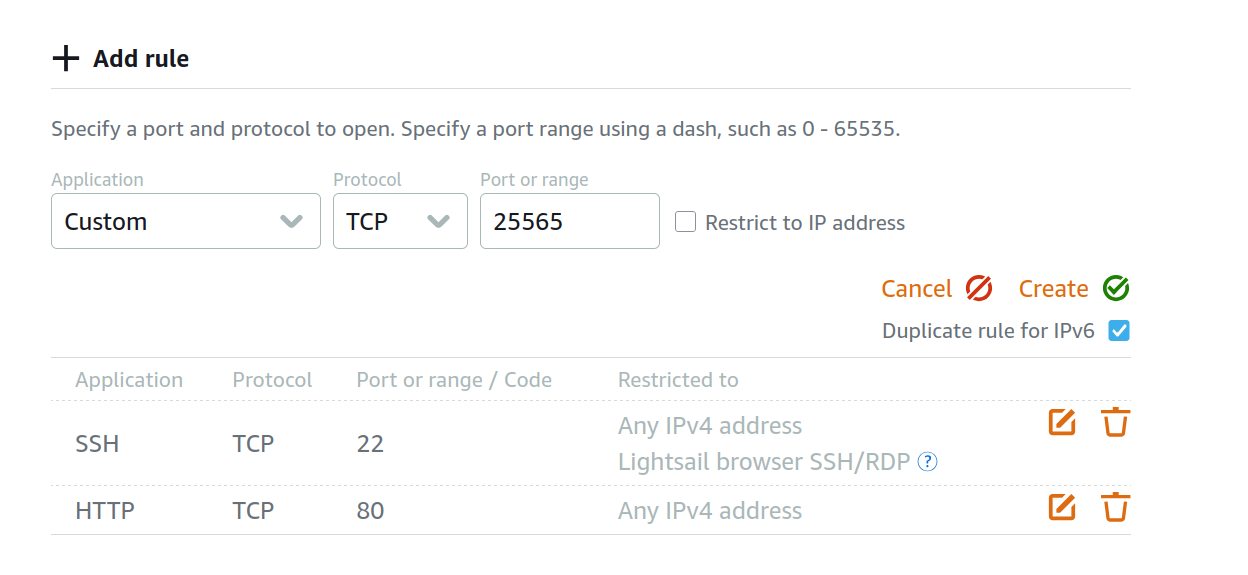 Add rule
Specify a port and protocol to open. Specify a port range using a dash, such as 0 - 65535.
Application Protocol Port or range
Custom TCP 25565 Restrict to IP address
Cancel Create
Duplicate rule for IPv6
Application Protocol Port or range / Code Restricted to
SSH TCP 22 Any IPv4 address
Lightsail browser SSH/RDP ?
HTTP TCP 80 Any IPv4 address